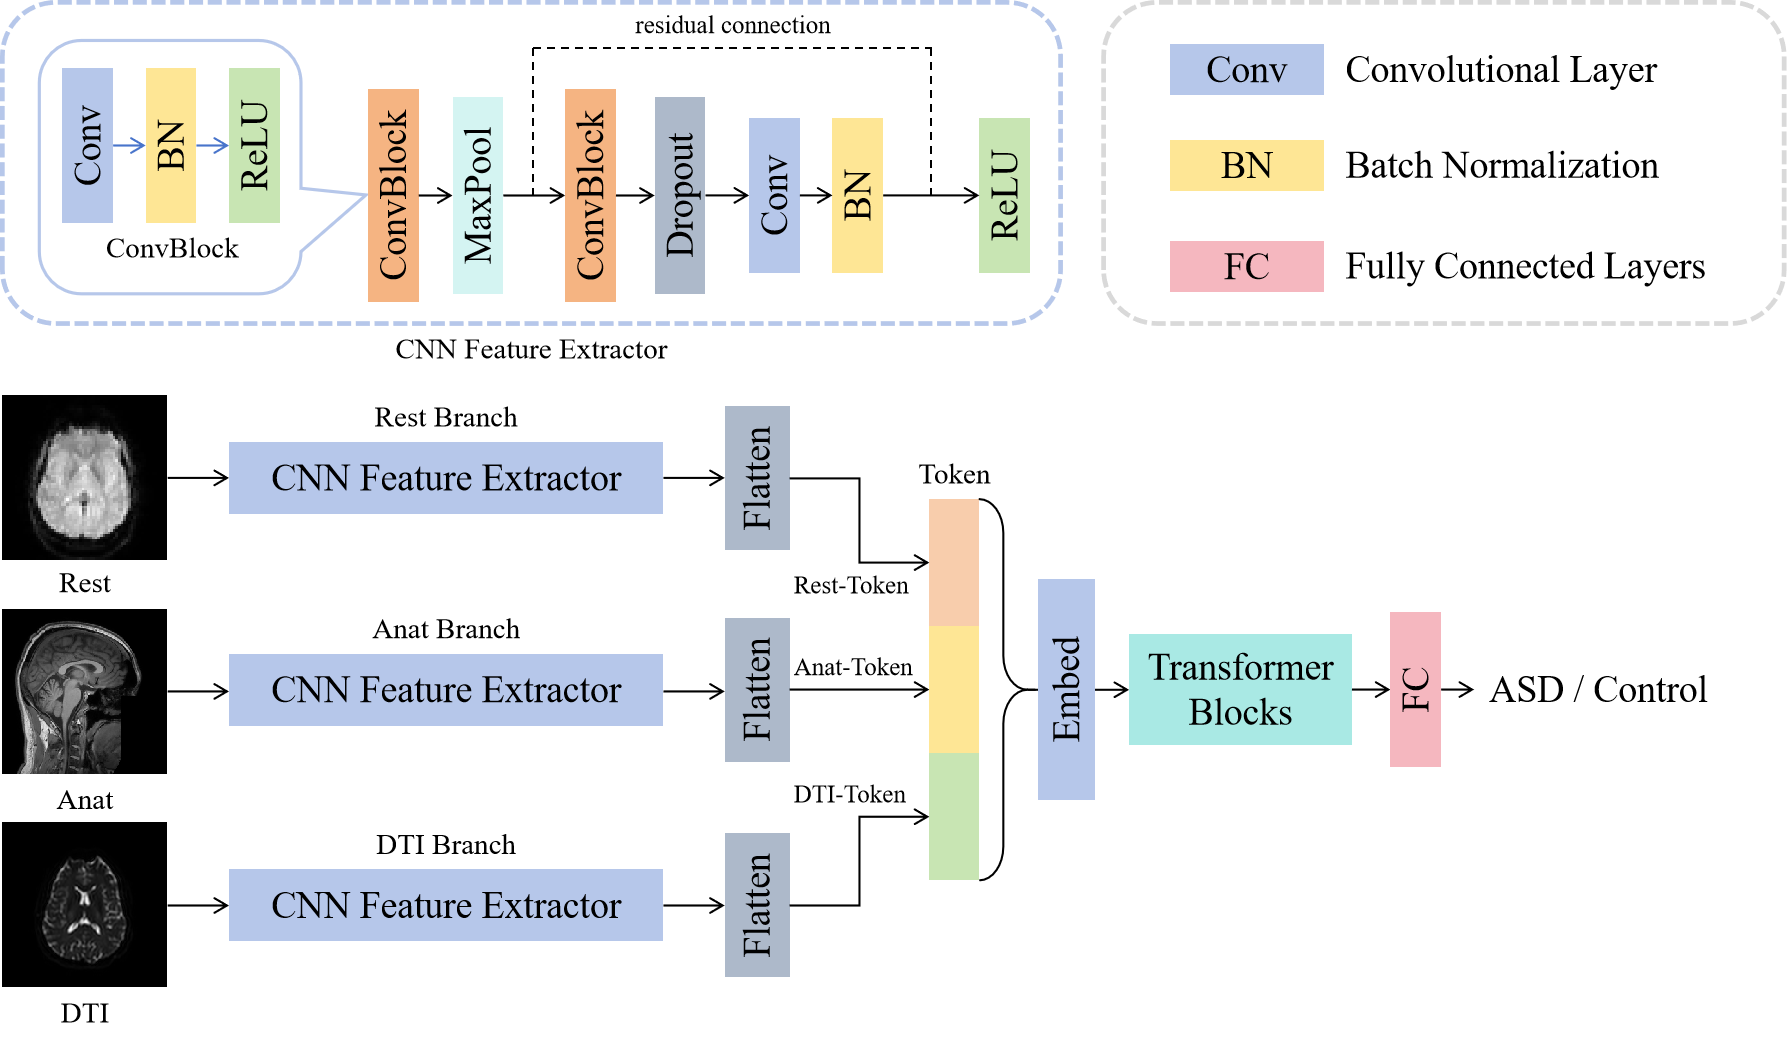 residual connection
Conv
BN
ReLU
ConvBlock
ConvBlock
MaxPool
ConvBlock
Dropout
Conv
BN
ReLU
CNN Feature Extractor
Conv
Convolutional Layer
BN
Batch Normalization
FC
Fully Connected Layers
Rest Branch
CNN Feature Extractor
Flatten
Rest
Rest-Token
Token
Anat Branch
CNN Feature Extractor
Flatten
Anat-Token
Anat
DTI Branch
CNN Feature Extractor
Flatten
DTI-Token
DTI
Embed
Transformer
Blocks
FC
ASD / Control